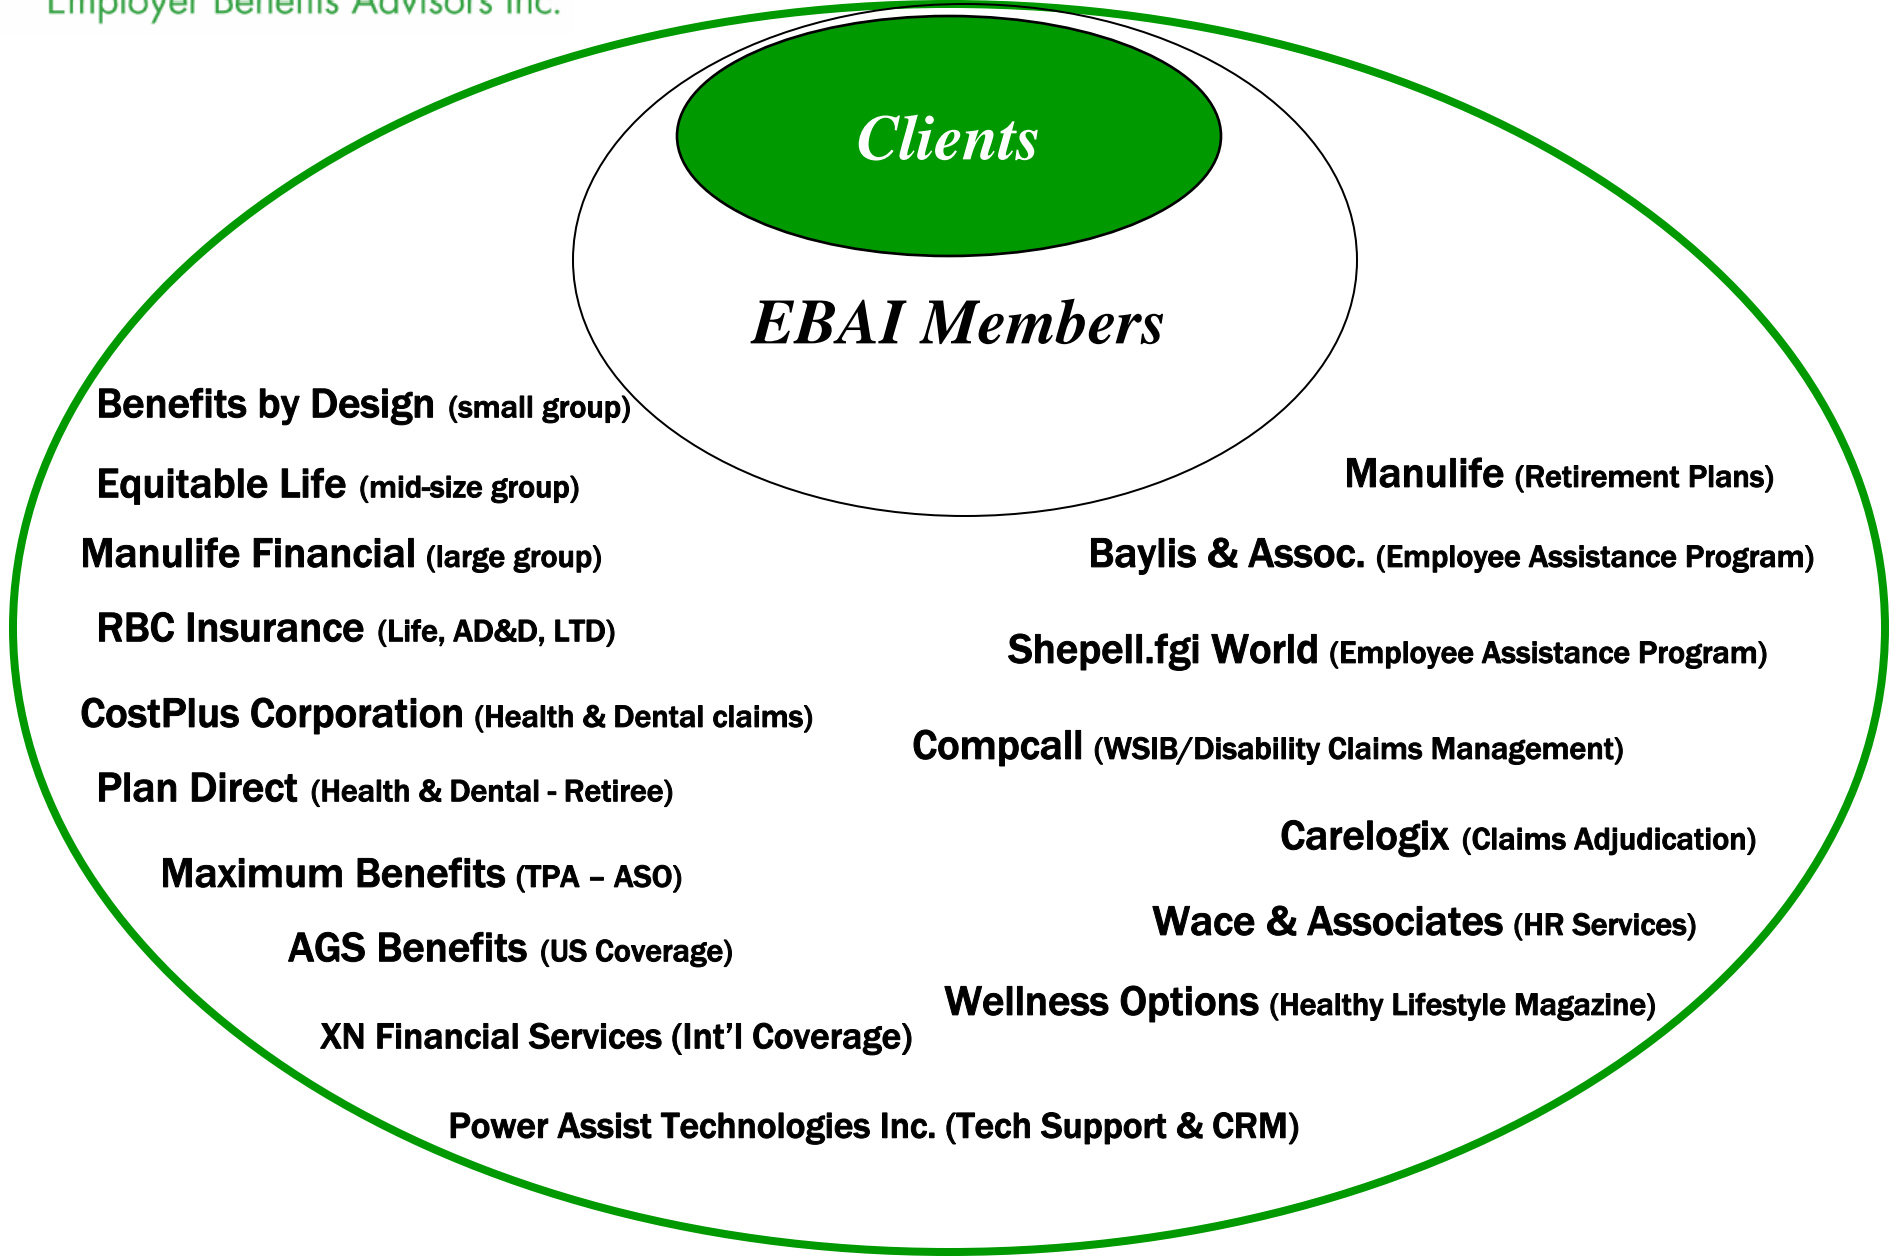 Employer Benefits Advisors Inc.
Clients
EBAI Members
Benefits by Design (small group)
Equitable Life (mid-size group)
Manulife Financial (large group)
RBC Insurance (Life, AD&D, LTD)
CostPlus Corporation (Health & Dental claims)
Plan Direct (Health & Dental - Retiree)
Maximum Benefits (TPA – ASO)
AGS Benefits (US Coverage)
XN Financial Services (Int’l Coverage)
Power Assist Technologies Inc. (Tech Support & CRM)
Manulife (Retirement Plans)
Baylis & Assoc. (Employee Assistance Program)
Shepell.fgi World (Employee Assistance Program)
Compcall (WSIB/Disability Claims Management)
Carelogix (Claims Adjudication)
Wace & Associates (HR Services)
Wellness Options (Healthy Lifestyle Magazine)